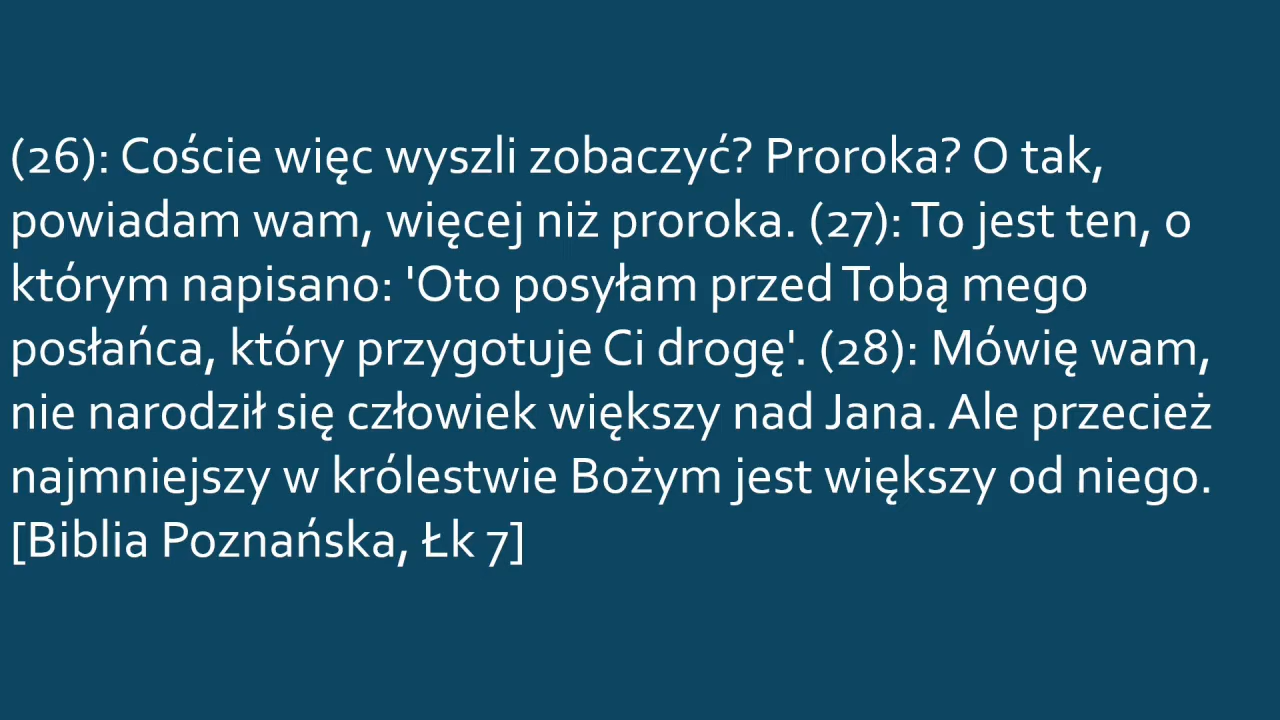 (26): Coście więc wyszli zobaczyć? Proroka? O tak,
powiadam wam, więcej niż proroka. (27): To jest ten, o
którym napisano: 'Oto posyłam przed Tobą mego
posłańca, który przygotuje Ci drogę'. (28): Mówię wam,
nie narodził się człowiek większy nad Jana. Ale przecież
najmniejszy w królestwie Bożym jest większy od niego.
[Biblia Poznańska, Łk 7]